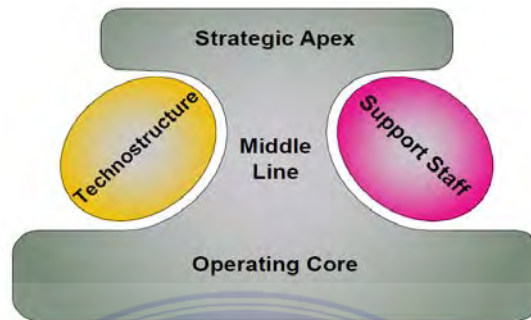 Strategic Apex
Technostructure
Middle
Line
Support Staff
Operating Core